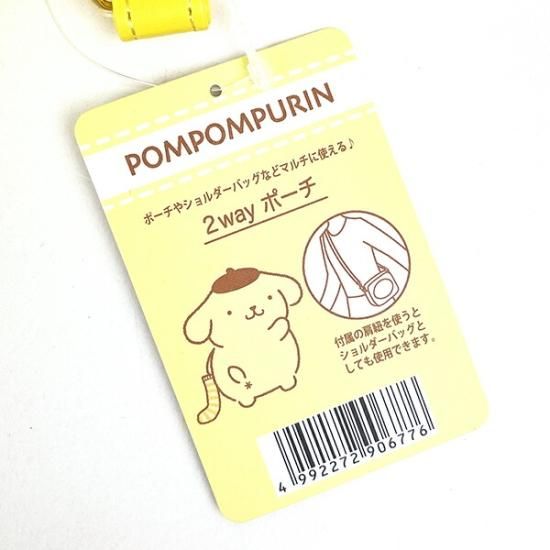 POMPOMPURIN
ポーチやショルダーバッグなどマルチに使える♪
2way ポーチ
付属の肩紐を使うと
ショルダーバッグと
しても使用できます。
4 992272 906776